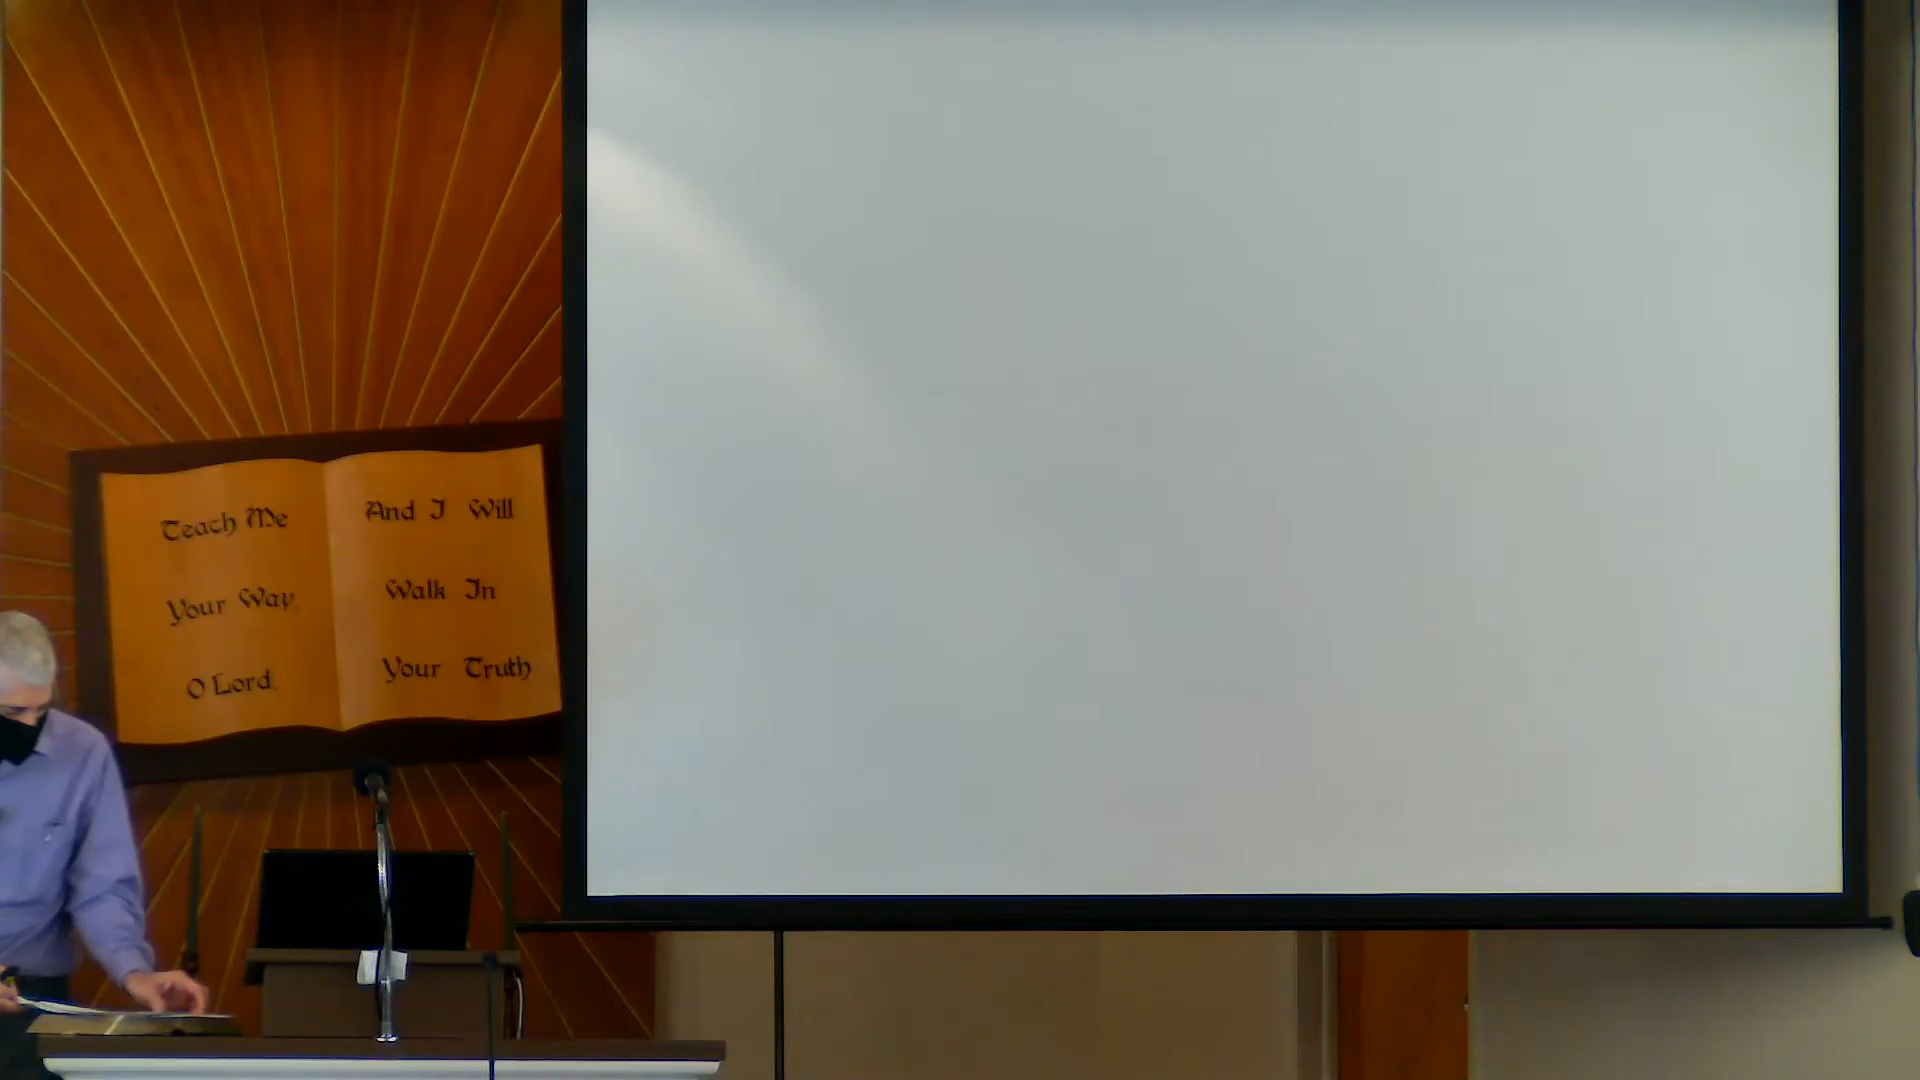 Teach Me
Your Way,
O Lord,
And I Will
Walk In
Your Truth